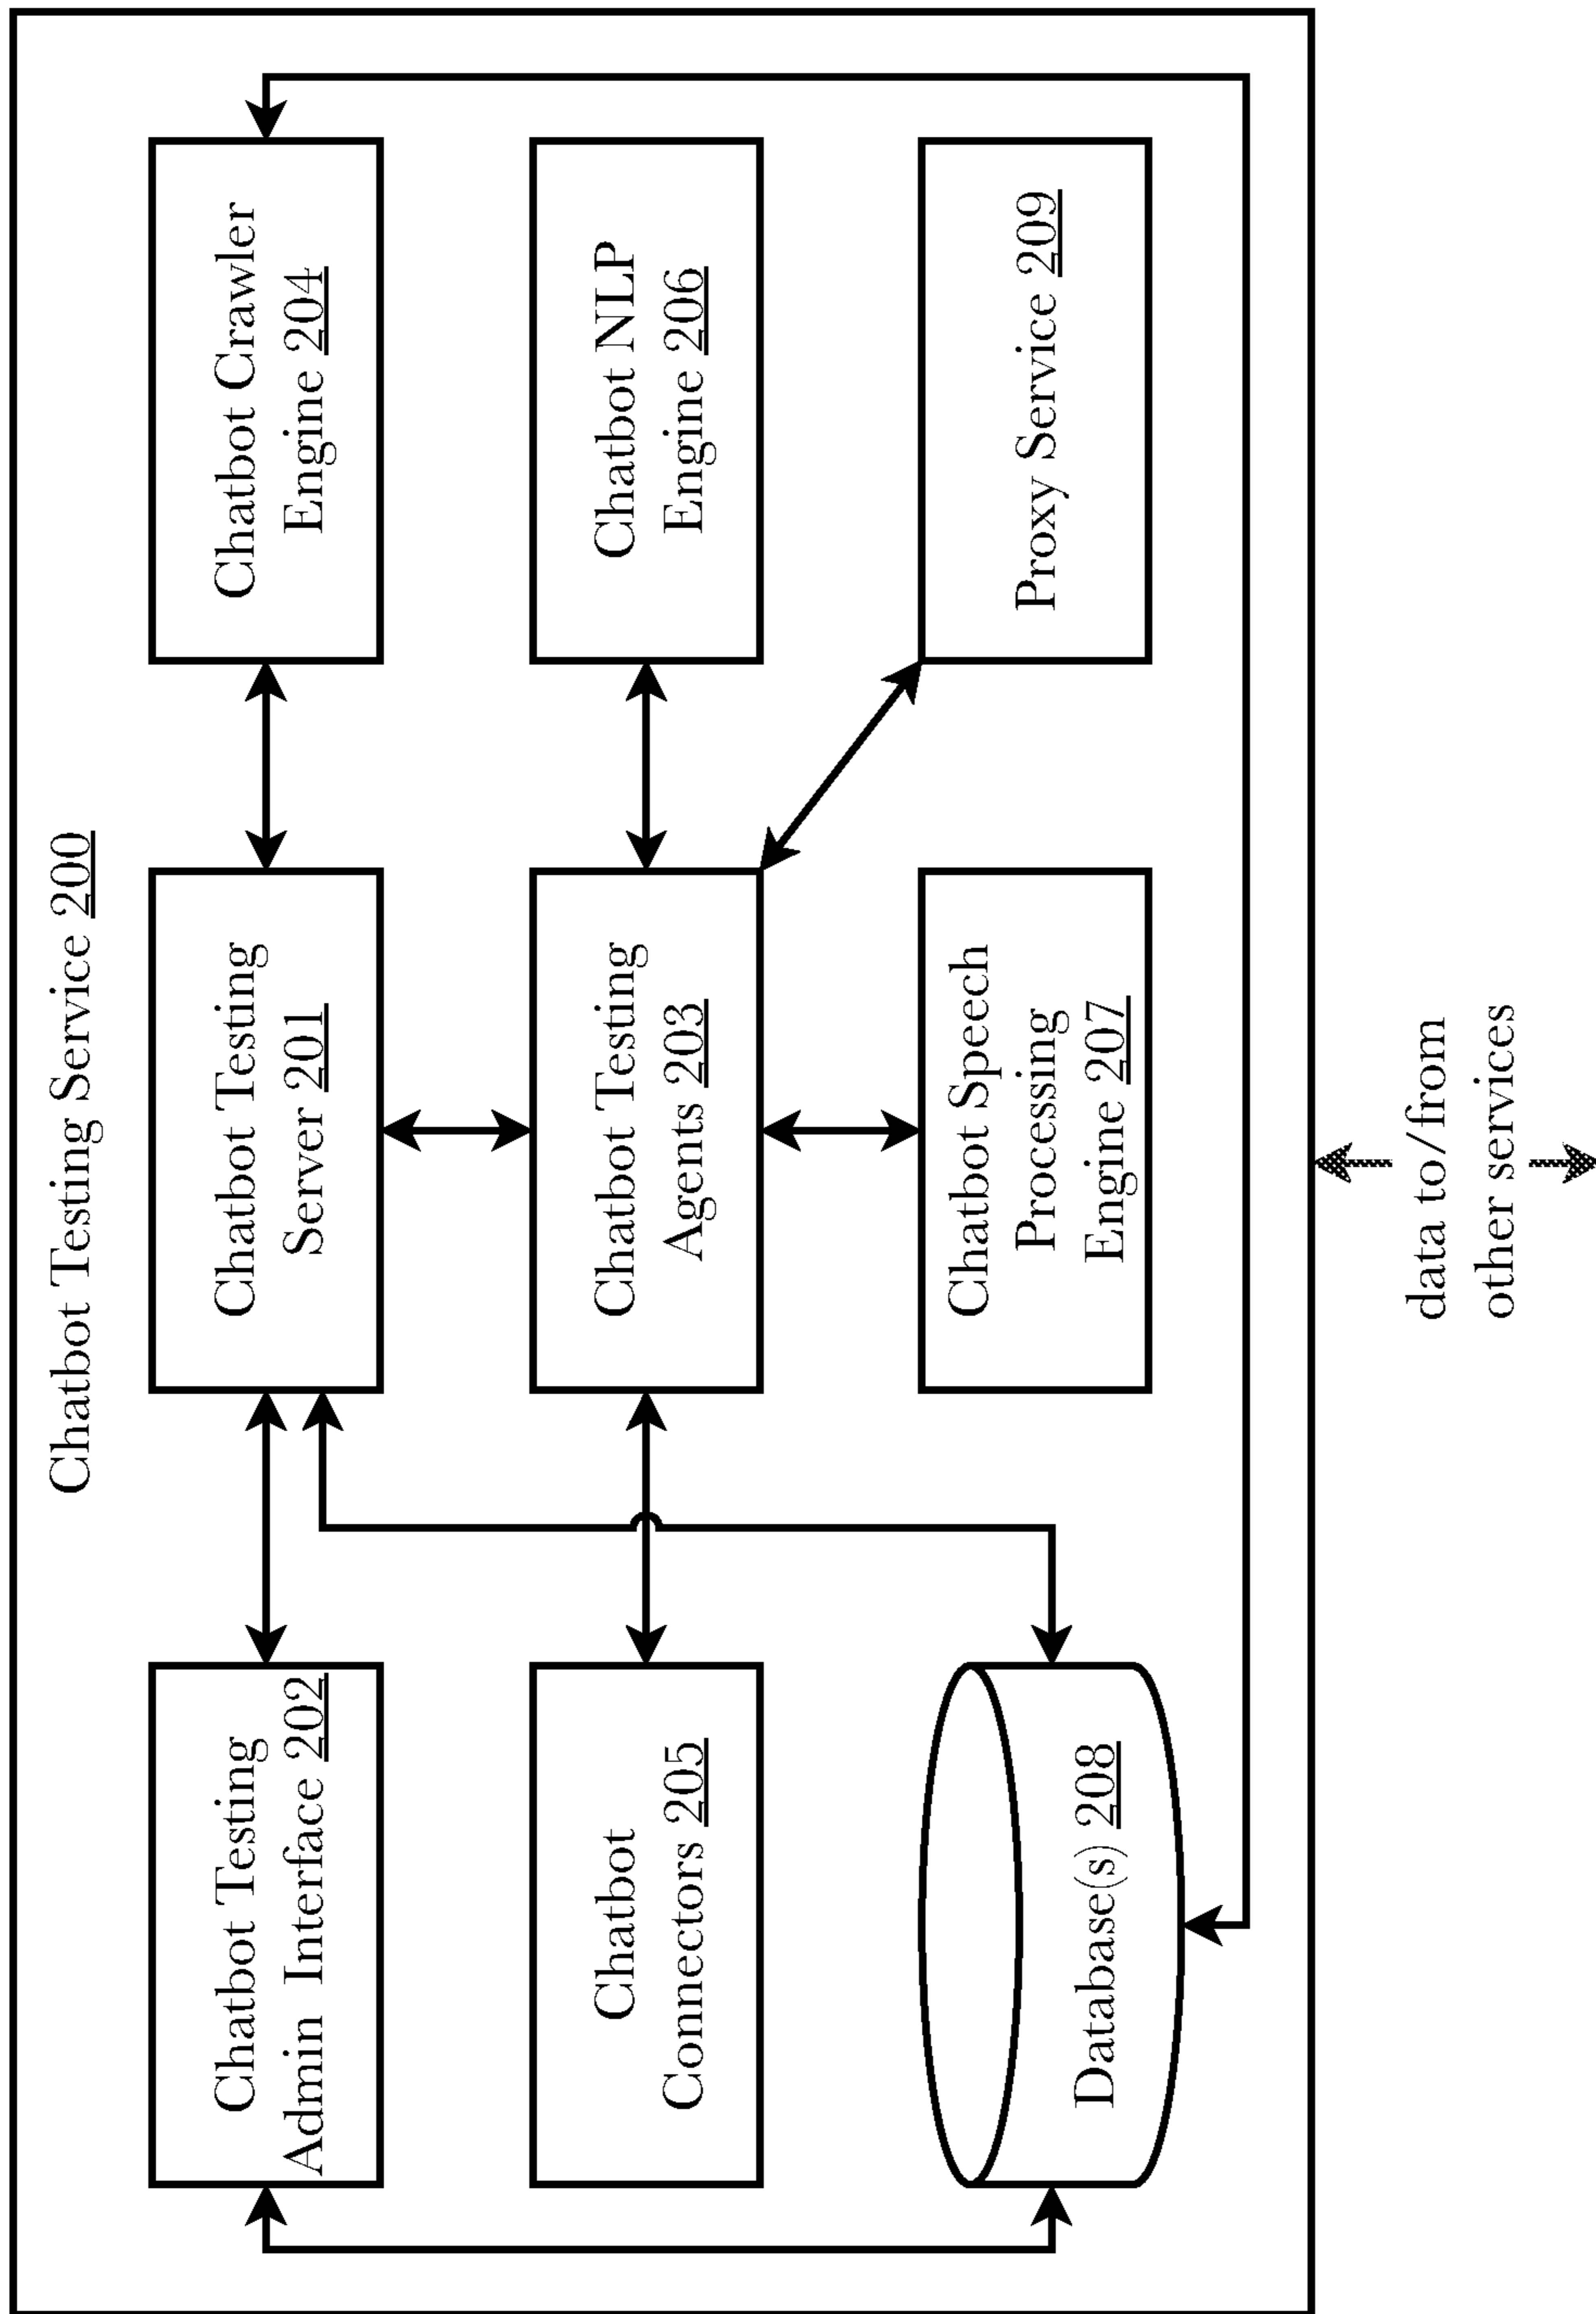 Chatbot Testing Service 200
Chatbot Testing
Admin Interface 202
Chatbot Testing
Server 201
Chatbot Crawler
Engine 204
Chatbot
Connectors 205
Chatbot Testing
Agents 203
Chatbot NLP
Engine 206
Database(s) 208
Chatbot Speech
Processing
Engine 207
Proxy Service 209
data to/from
other services